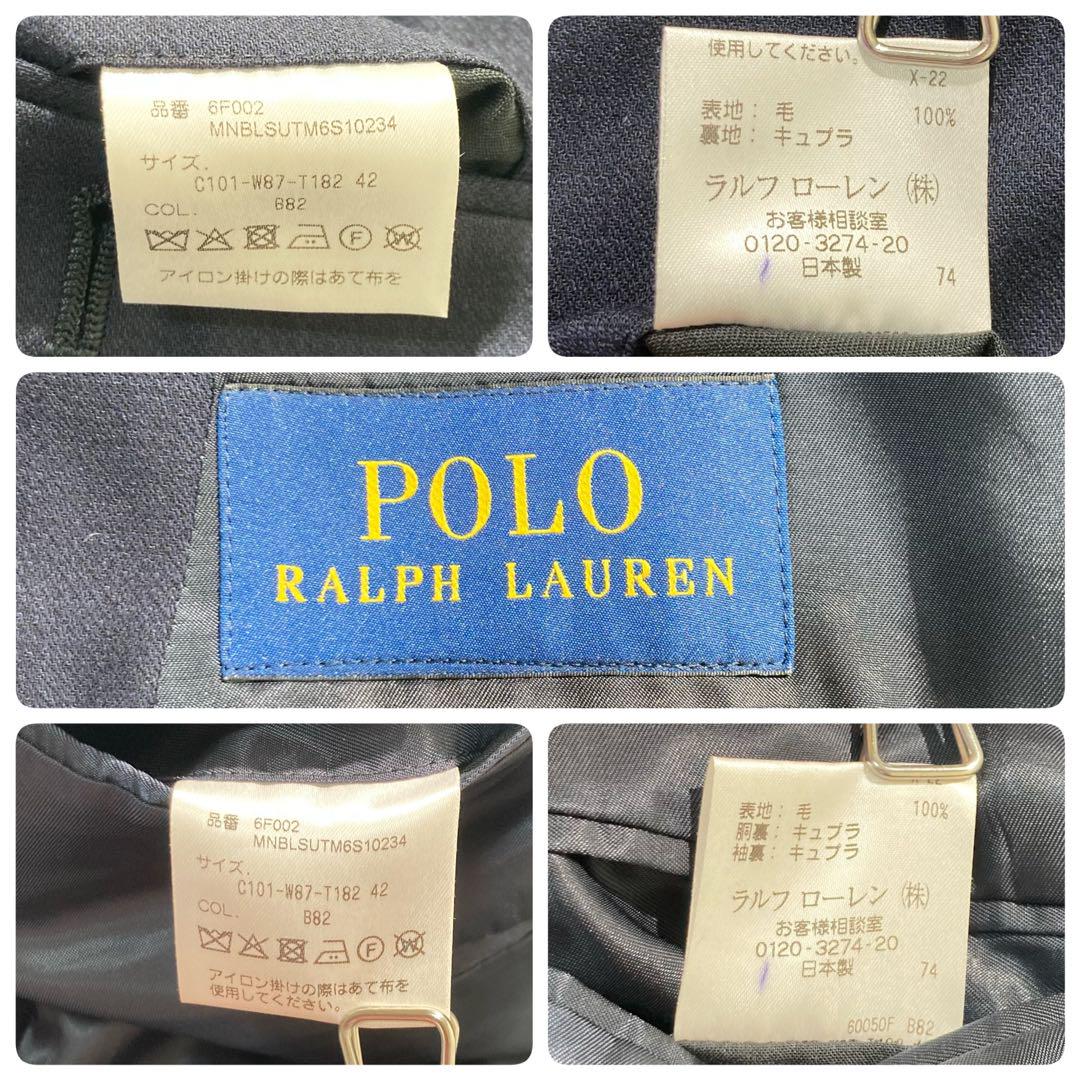 品番 6F002
MNBLSUTM6S10234
サイズ.
C101-W87-T182 42
COL. B82
アイロン掛けの際はあて布を
使用してください。
X-22
表地: 毛 100%
裏地: キュプラ
ラルフ ローレン (株)
お客様相談室
0120-3274-20
日本製 74
POLO
RALPH LAUREN
品番 6F002
MNBLSUTM6S10234
サイズ.
C101-W87-T182 42
COL. B82
アイロン掛けの際はあて布を
使用してください。
表地: 毛 100%
胴裏: キュプラ
袖裏: キュプラ
ラルフ ローレン (株)
お客様相談室
0120-3274-20
日本製 74
60050F B82